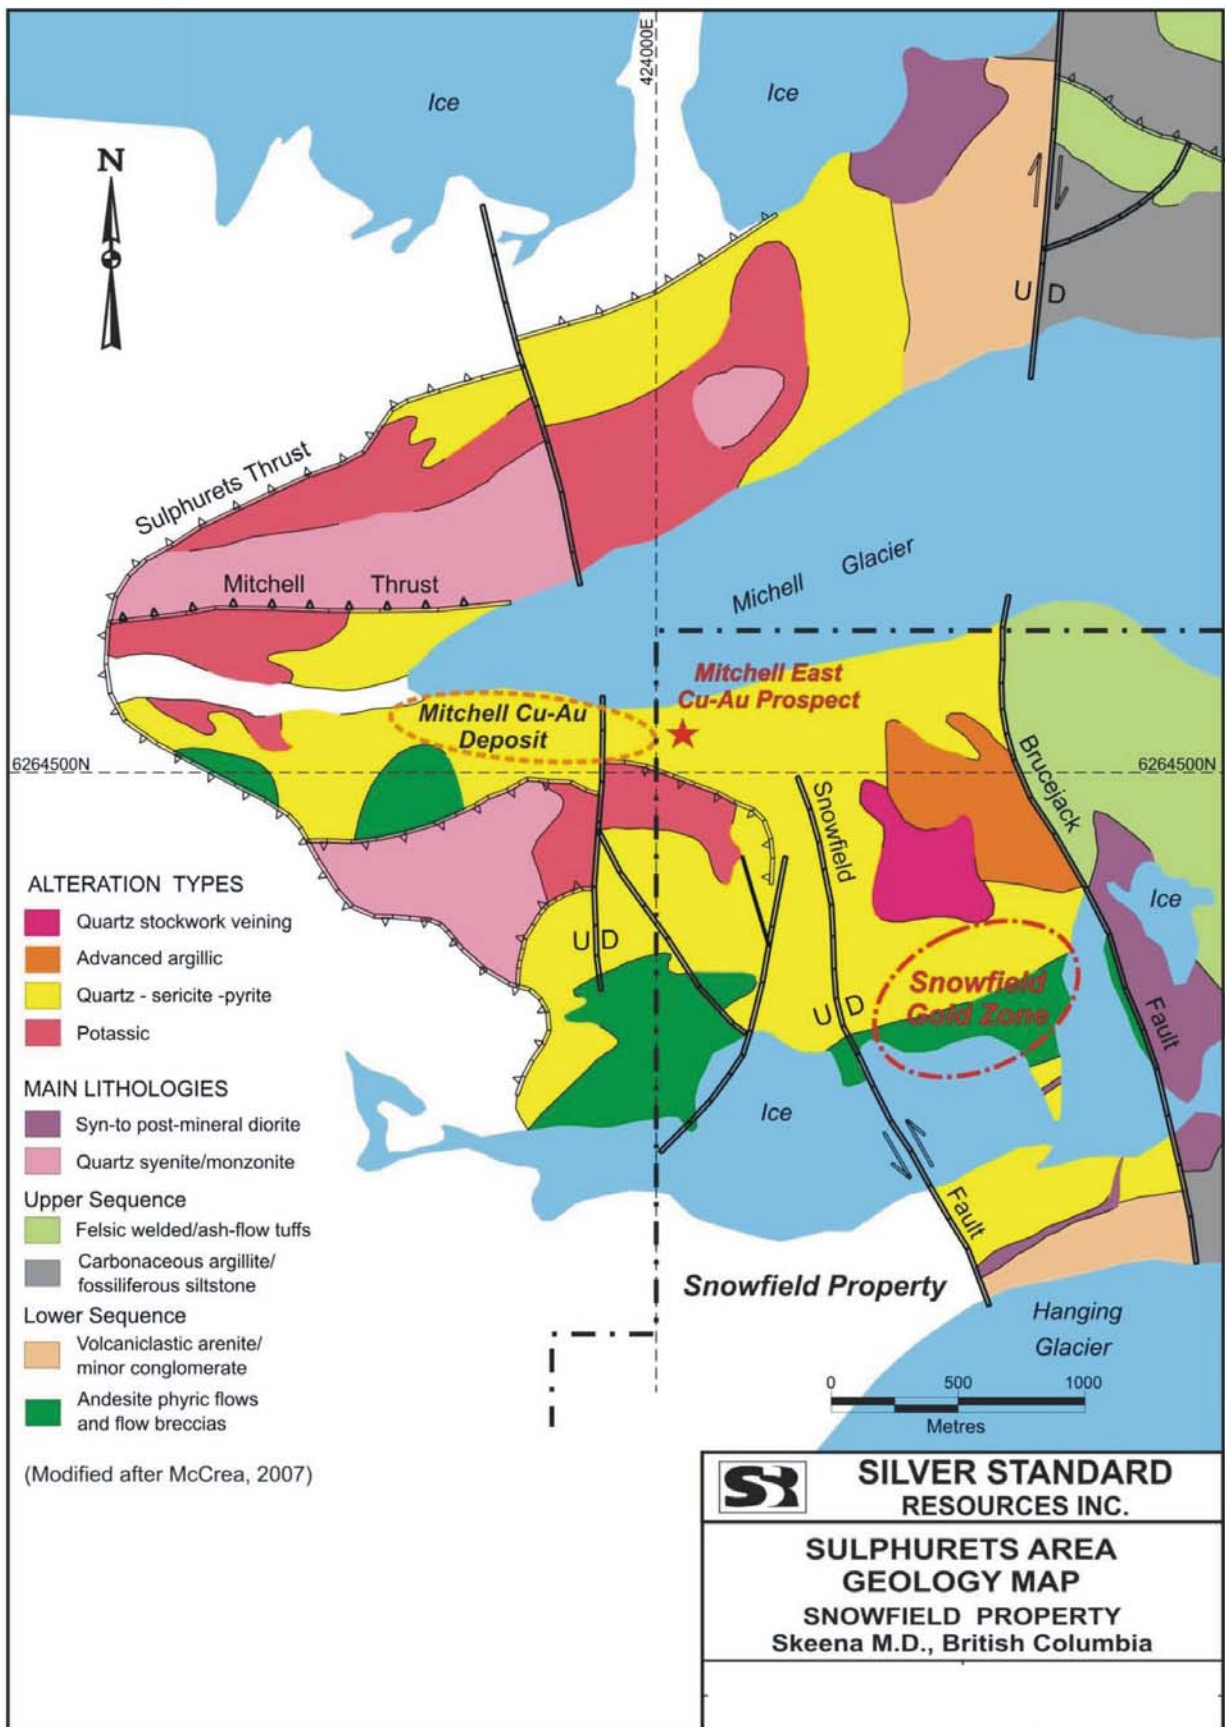 424000E
Ice
Ice
N
U D
Sulphurets Thrust
Michell Glacier
Mitchell Thrust
Mitchell East
Cu-Au Prospect
Mitchell Cu-Au
Deposit
6264500N
6264500N
Brucejack
Snowfield
Ice
U D
Snowfield
Gold Zone
U D
Fault
Ice
Fault
Snowfield Property
Hanging
Glacier
0 500 1000
Metres
ALTERATION TYPES
Quartz stockwork veining
Advanced argillic
Quartz - sericite -pyrite
Potassic
MAIN LITHOLOGIES
Syn-to post-mineral diorite
Quartz syenite/monzonite
Upper Sequence
Felsic welded/ash-flow tuffs
Carbonaceous argillite/
fossiliferous siltstone
Lower Sequence
Volcaniclastic arenite/
minor conglomerate
Andesite phyric flows
and flow breccias
(Modified after McCrea, 2007)
SR
SILVER STANDARD
RESOURCES INC.
SULPHURETS AREA
GEOLOGY MAP
SNOWFIELD PROPERTY
Skeena M.D., British Columbia